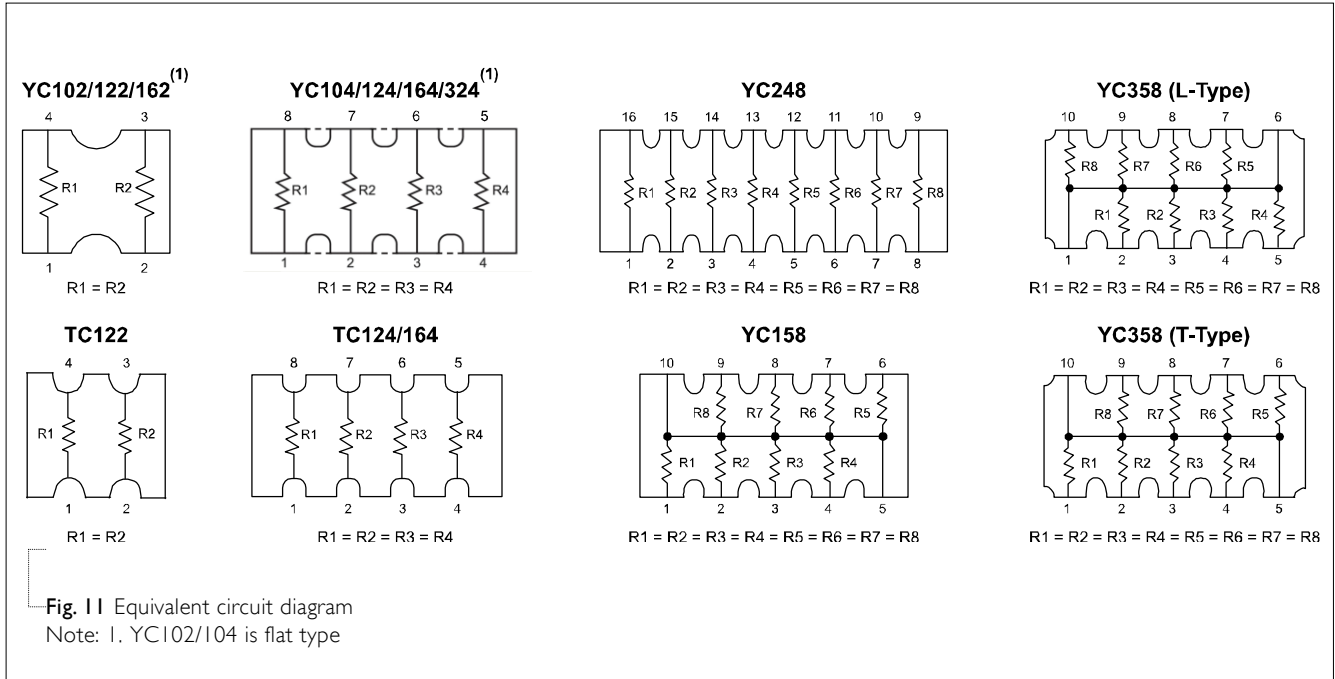 YC102/122/162(1)
4 3
R1 R2
1 2
R1 = R2
YC104/124/164/324(1)
8 7 6 5
R1 R2 R3 R4
1 2 3 4
R1 = R2 = R3 = R4
YC248
16 15 14 13 12 11 10 9
R1 R2 R3 R4 R5 R6 R7 R8
1 2 3 4 5 6 7 8
R1 = R2 = R3 = R4 = R5 = R6 = R7 = R8
YC358 (L-Type)
10 9 8 7 6
R8 R7 R6 R5
R1 R2 R3 R4
1 2 3 4 5
R1 = R2 = R3 = R4 = R5 = R6 = R7 = R8
TC122
4 3
R1 R2
1 2
R1 = R2
TC124/164
8 7 6 5
R1 R2 R3 R4
1 2 3 4
R1 = R2 = R3 = R4
YC158
10 9 8 7 6
R8 R7 R6 R5
R1 R2 R3 R4
1 2 3 4 5
R1 = R2 = R3 = R4 = R5 = R6 = R7 = R8
YC358 (T-Type)
10 9 8 7 6
R8 R7 R6 R5
R1 R2 R3 R4
1 2 3 4 5
R1 = R2 = R3 = R4 = R5 = R6 = R7 = R8
Fig. 11 Equivalent circuit diagram
Note: 1. YC102/104 is flat type